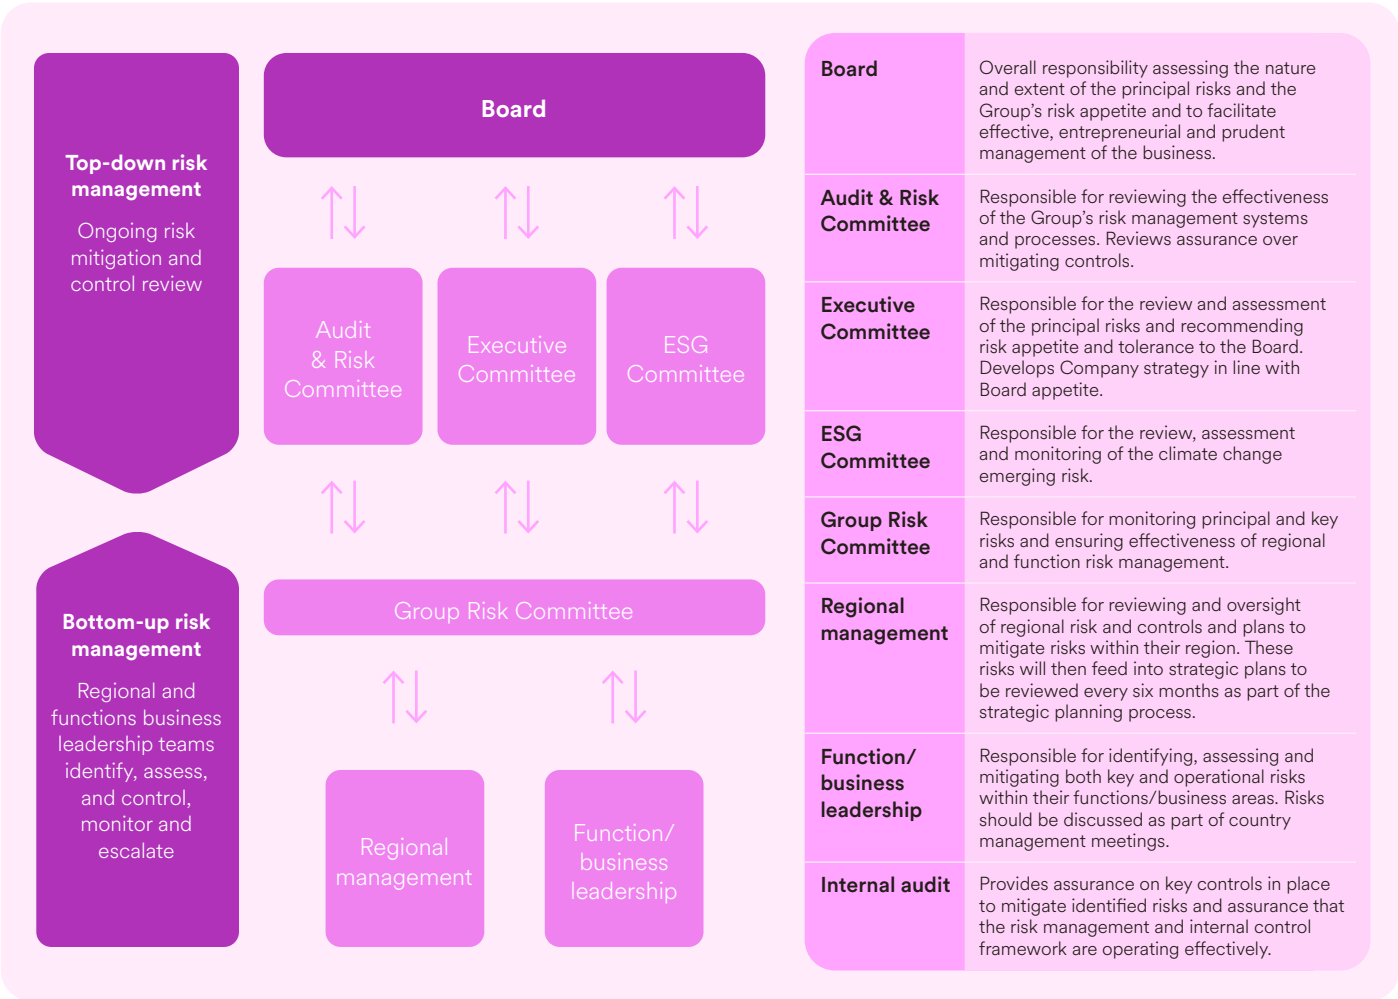 Top-down risk
management
Ongoing risk
mitigation and
control review
Bottom-up risk
management
Regional and
functions business
leadership teams
identify, assess,
and control,
monitor and
escalate
Board
Audit
& Risk
Committee
Executive
Committee
ESG
Committee
Group Risk Committee
Regional
management
Function/
business
leadership
Board
Overall responsibility assessing the nature
and extent of the principal risks and the
Group’s risk appetite and to facilitate
effective, entrepreneurial and prudent
management of the business.
Audit & Risk
Committee
Responsible for reviewing the effectiveness
of the Group’s risk management systems
and processes. Reviews assurance over
mitigating controls.
Executive
Committee
Responsible for the review and assessment
of the principal risks and recommending
risk appetite and tolerance to the Board.
Develops Company strategy in line with
Board appetite.
ESG
Committee
Responsible for the review, assessment
and monitoring of the climate change
emerging risk.
Group Risk
Committee
Responsible for monitoring principal and key
risks and ensuring effectiveness of regional
and function risk management.
Regional
management
Responsible for reviewing and oversight
of regional risk and controls and plans to
mitigate risks within their region. These
risks will then feed into strategic plans to
be reviewed every six months as part of the
strategic planning process.
Function/
business
leadership
Responsible for identifying, assessing and
mitigating both key and operational risks
within their functions/business areas. Risks
should be discussed as part of country
management meetings.
Internal audit
Provides assurance on key controls in place
to mitigate identified risks and assurance that
the risk management and internal control
framework are operating effectively.